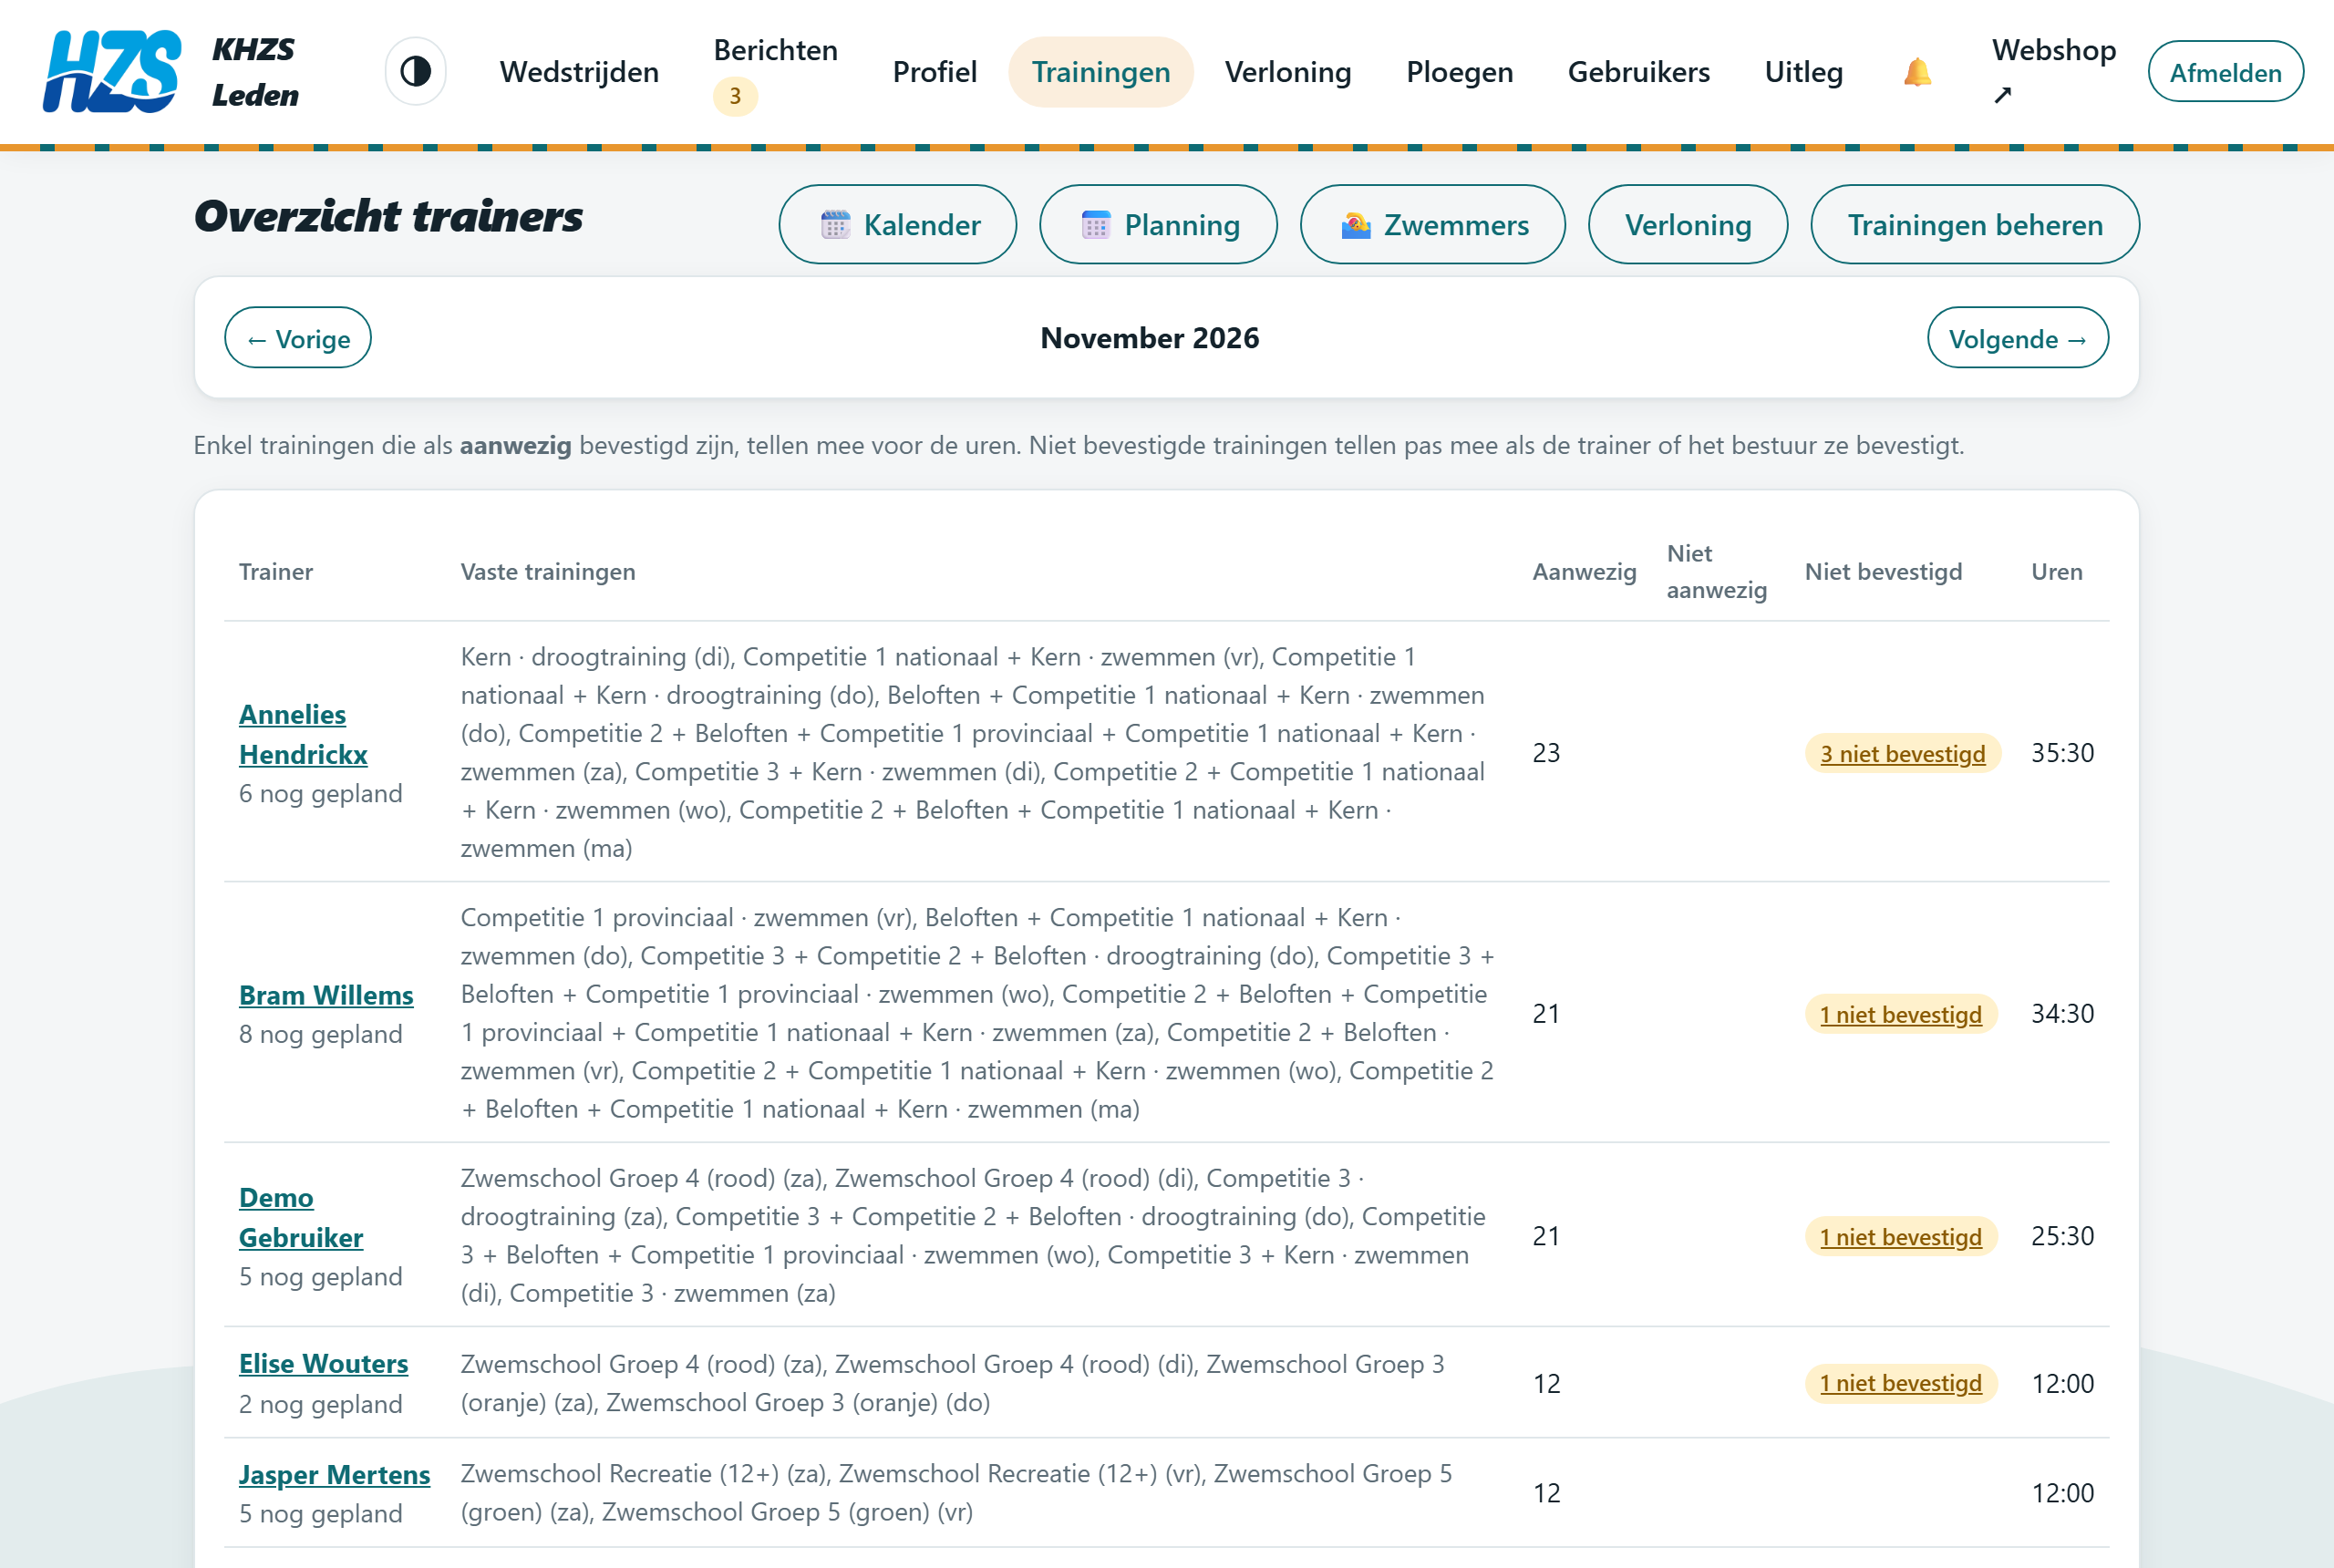 HZS
KHZS
Leden
Wedstrijden
Berichten
3
Profiel
Trainingen
Verloning
Ploegen
Gebruikers
Uitleg
Webshop
↗
Afmelden
Overzicht trainers
Kalender
Planning
Zwemmers
Verloning
Trainingen beheren
← Vorige
November 2026
Volgende →
Enkel trainingen die als aanwezig bevestigd zijn, tellen mee voor de uren. Niet bevestigde trainingen tellen pas mee als de trainer of het bestuur ze bevestigt.
Trainer
Vaste trainingen
Aanwezig
Niet
aanwezig
Niet bevestigd
Uren
Annelies
Hendrickx
6 nog gepland
Kern · droogtraining (di), Competitie 1 nationaal + Kern · zwemmen (vr), Competitie 1
nationaal + Kern · droogtraining (do), Beloften + Competitie 1 nationaal + Kern · zwemmen
(do), Competitie 2 + Beloften + Competitie 1 provinciaal + Competitie 1 nationaal + Kern ·
zwemmen (za), Competitie 3 + Kern · zwemmen (di), Competitie 2 + Competitie 1 nationaal
+ Kern · zwemmen (wo), Competitie 2 + Beloften + Competitie 1 nationaal + Kern ·
zwemmen (ma)
23
3 niet bevestigd
35:30
Bram Willems
8 nog gepland
Competitie 1 provinciaal · zwemmen (vr), Beloften + Competitie 1 nationaal + Kern ·
zwemmen (do), Competitie 3 + Competitie 2 + Beloften · droogtraining (do), Competitie 3 +
Beloften + Competitie 1 provinciaal · zwemmen (wo), Competitie 2 + Beloften + Competitie
1 provinciaal + Competitie 1 nationaal + Kern · zwemmen (za), Competitie 2 + Beloften ·
zwemmen (vr), Competitie 2 + Competitie 1 nationaal + Kern · zwemmen (wo), Competitie 2
+ Beloften + Competitie 1 nationaal + Kern · zwemmen (ma)
21
1 niet bevestigd
34:30
Demo
Gebruiker
5 nog gepland
Zwemschool Groep 4 (rood) (za), Zwemschool Groep 4 (rood) (di), Competitie 3 ·
droogtraining (za), Competitie 3 + Competitie 2 + Beloften · droogtraining (do), Competitie
3 + Beloften + Competitie 1 provinciaal · zwemmen (wo), Competitie 3 + Kern · zwemmen
(di), Competitie 3 · zwemmen (za)
21
1 niet bevestigd
25:30
Elise Wouters
2 nog gepland
Zwemschool Groep 4 (rood) (za), Zwemschool Groep 4 (rood) (di), Zwemschool Groep 3
(oranje) (za), Zwemschool Groep 3 (oranje) (do)
12
1 niet bevestigd
12:00
Jasper Mertens
5 nog gepland
Zwemschool Recreatie (12+) (za), Zwemschool Recreatie (12+) (vr), Zwemschool Groep 5
(groen) (za), Zwemschool Groep 5 (groen) (vr)
12
12:00